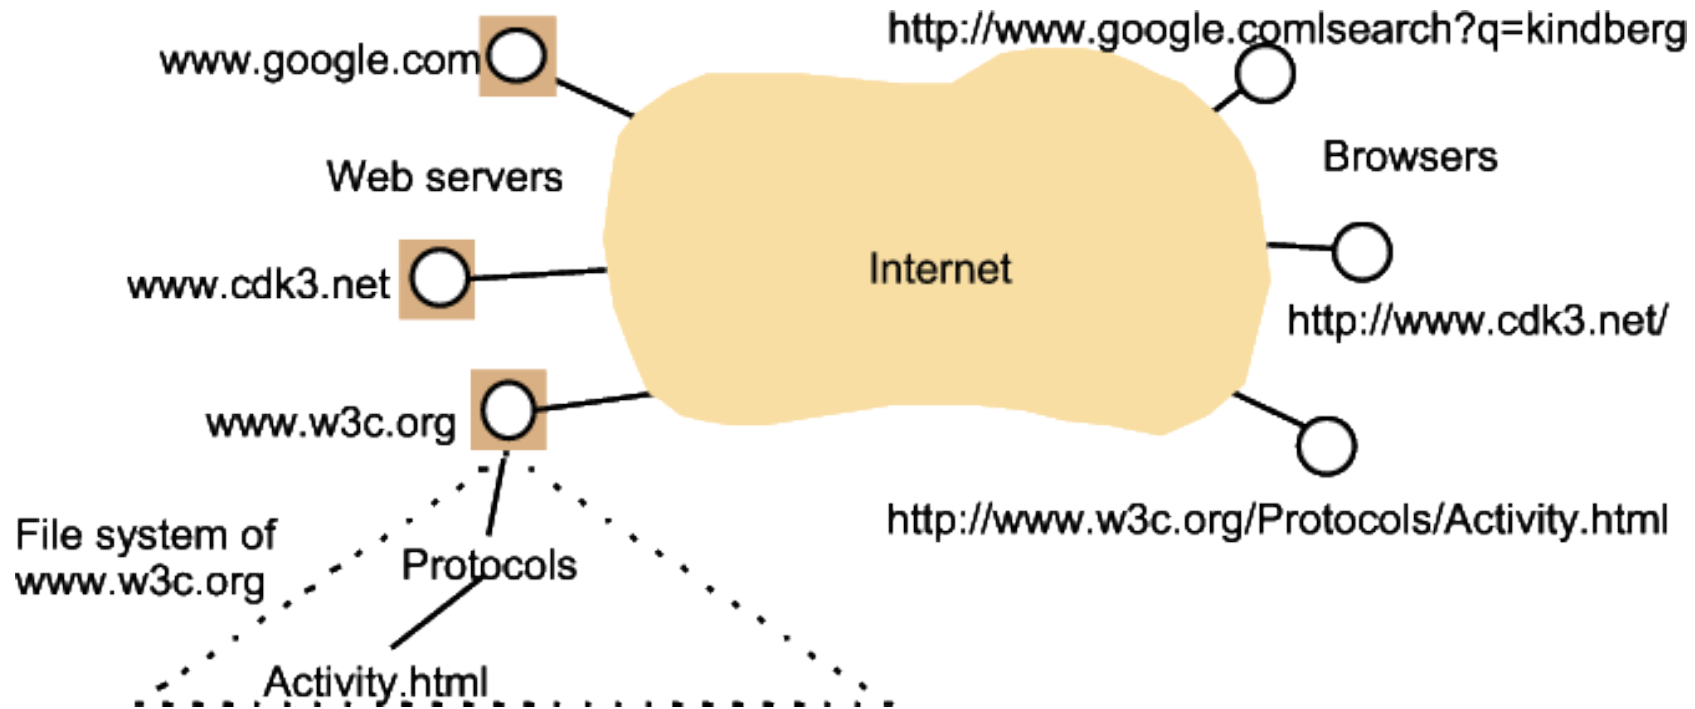 http://www.google.comlsearch?q=kindberg
www.google.com
Browsers
Web servers
Internet
www.cdk3.net
http://www.cdk3.net/
www.w3c.org
http://www.w3c.org/Protocols/Activity.html
File system of
www.w3c.org
Protocols
Activity.html